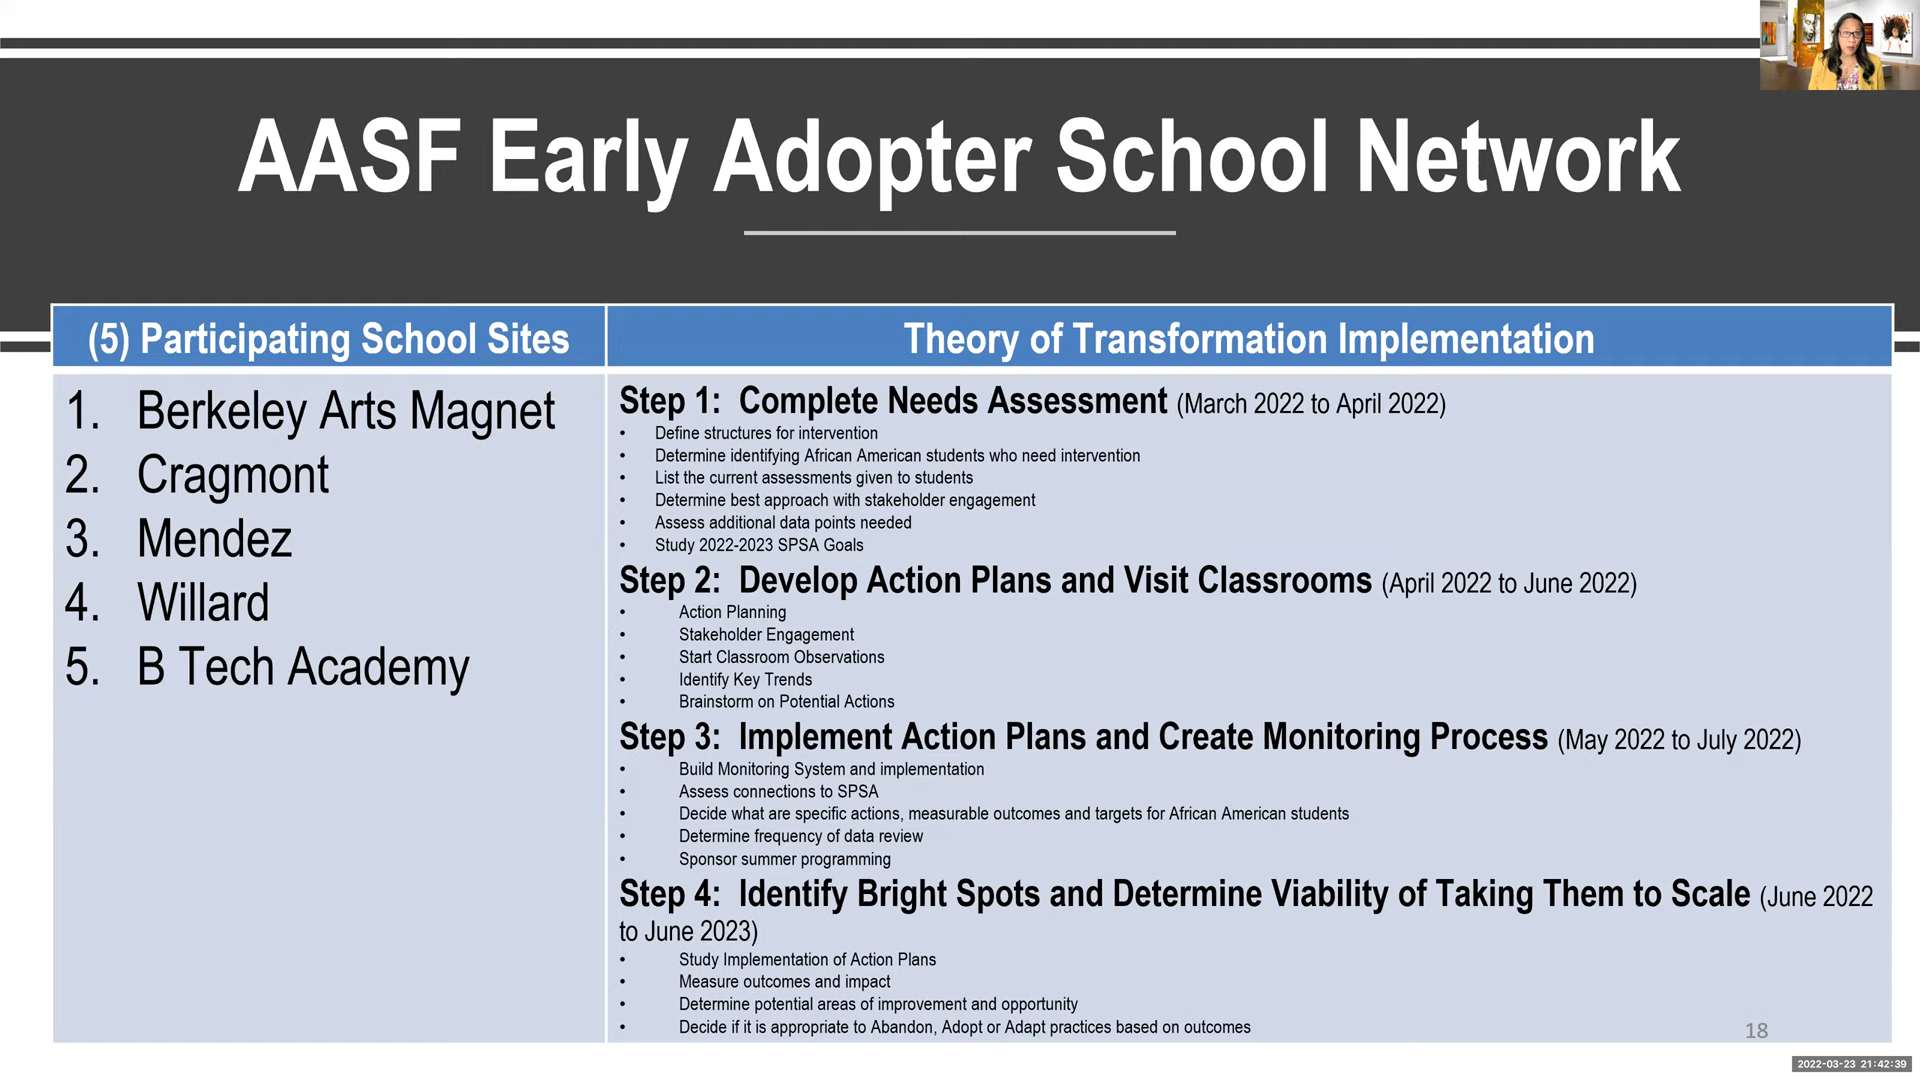 AASF Early Adopter School Network
(5) Participating School Sites
Theory of Transformation Implementation
1. Berkeley Arts Magnet
2. Cragmont
3. Mendez
4. Willard
5. B Tech Academy
Step 1: Complete Needs Assessment (March 2022 to April 2022)
• Define structures for intervention
• Determine identifying African American students who need intervention
• List the current assessments given to students
• Determine best approach with stakeholder engagement
• Assess additional data points needed
• Study 2022-2023 SPSA Goals
Step 2: Develop Action Plans and Visit Classrooms (April 2022 to June 2022)
• Action Planning
• Stakeholder Engagement
• Start Classroom Observations
• Identify Key Trends
• Brainstorm on Potential Actions
Step 3: Implement Action Plans and Create Monitoring Process (May 2022 to July 2022)
• Build Monitoring System and implementation
• Assess connections to SPSA
• Decide what are specific actions, measurable outcomes and targets for African American students
• Determine frequency of data review
• Sponsor summer programming
Step 4: Identify Bright Spots and Determine Viability of Taking Them to Scale (June 2022
to June 2023)
• Study Implementation of Action Plans
• Measure outcomes and impact
• Determine potential areas of improvement and opportunity
• Decide if it is appropriate to Abandon, Adopt or Adapt practices based on outcomes
18
2022-03-23 21:42:39